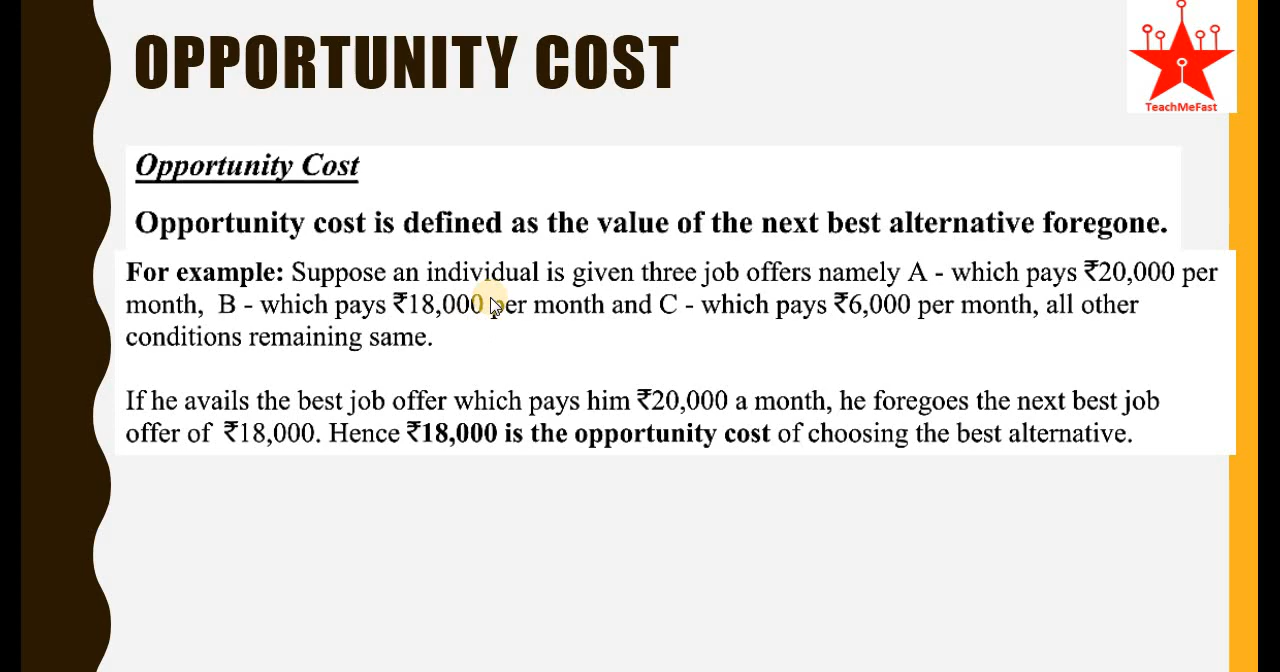 OPPORTUNITY COST
TeachMeFast
Opportunity Cost
Opportunity cost is defined as the value of the next best alternative foregone.
For example: Suppose an individual is given three job offers namely A - which pays ₹20,000 per
month, B - which pays ₹18,000 per month and C - which pays ₹6,000 per month, all other
conditions remaining same.
If he avails the best job offer which pays him ₹20,000 a month, he foregoes the next best job
offer of ₹18,000. Hence ₹18,000 is the opportunity cost of choosing the best alternative.